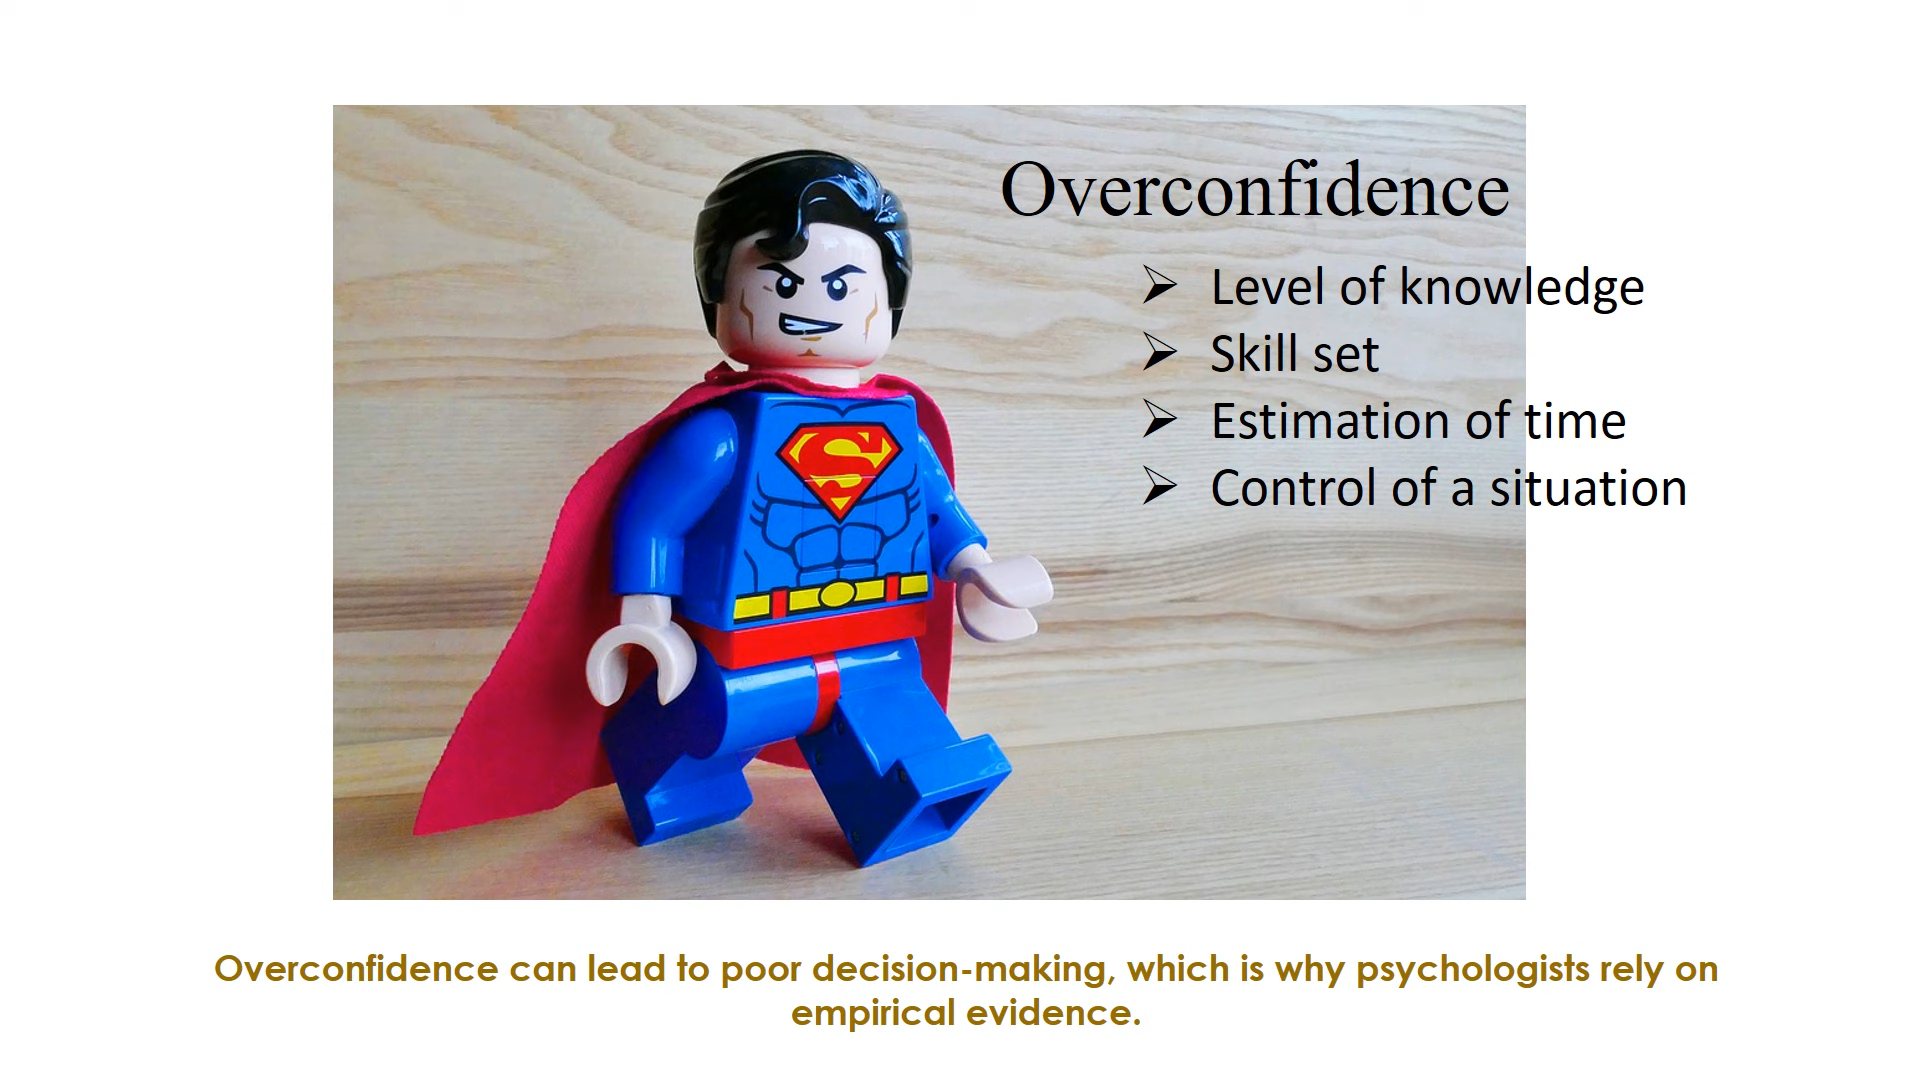 Overconfidence
➢ Level of knowledge
➢ Skill set
➢ Estimation of time
➢ Control of a situation
Overconfidence can lead to poor decision-making, which is why psychologists rely on
empirical evidence.